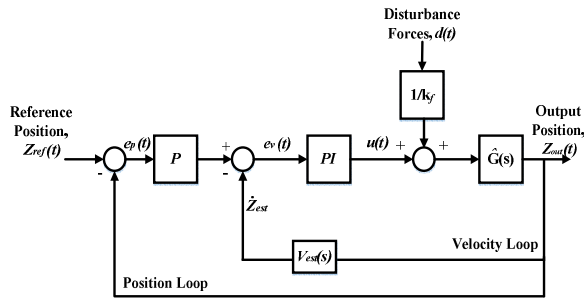 Disturbance
Forces, d(t)
1/kf
Reference
Position,
Zref(t)
ep(t)
P
+
-
ev(t)
PI
u(t)
+
+
Ĝ(s)
Output
Position,
Zout(t)
-
Żest
Vest(s)
Velocity Loop
Position Loop